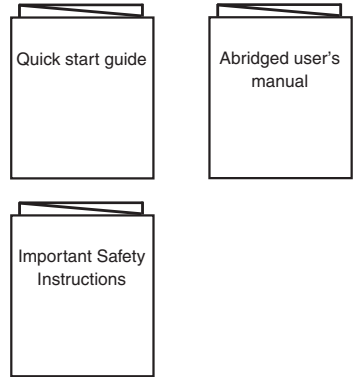 Quick start guide
Abridged user's
manual
Important Safety
Instructions